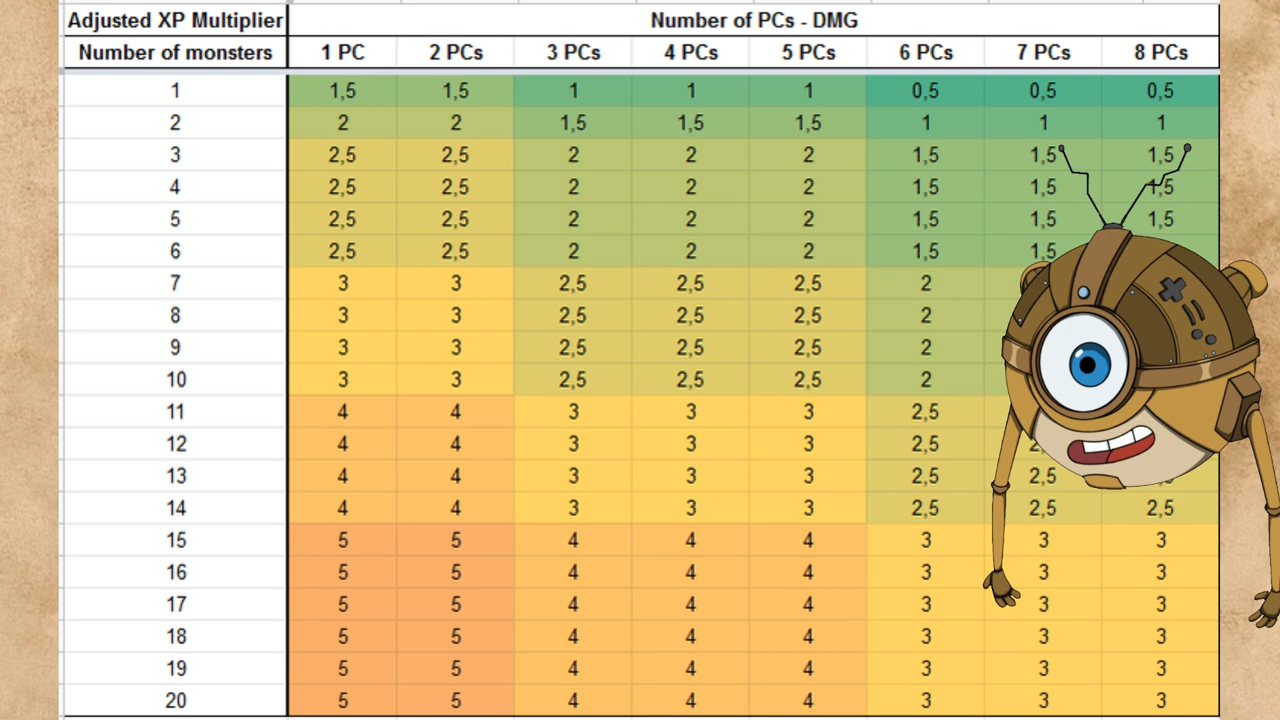 Adjusted XP Multiplier Number of PCs - DMG
Number of monsters 1 PC 2 PCs 3 PCs 4 PCs 5 PCs 6 PCs 7 PCs 8 PCs
1 1,5 1,5 1 1 1 0,5 0,5 0,5
2 2 2 1,5 1,5 1,5 1 1 1
3 2,5 2,5 2 2 2 1,5 1,5 1,5
4 2,5 2,5 2 2 2 1,5 1,5 1,5
5 2,5 2,5 2 2 2 1,5 1,5 1,5
6 2,5 2,5 2 2 2 1,5 1,5
7 3 3 2,5 2,5 2,5 2
8 3 3 2,5 2,5 2,5 2
9 3 3 2,5 2,5 2,5 2
10 3 3 2,5 2,5 2,5 2
11 4 4 3 3 3 2,5
12 4 4 3 3 3 2,5
13 4 4 3 3 3 2,5 2,5
14 4 4 3 3 3 2,5 2,5 2,5
15 5 5 4 4 4 3 3 3
16 5 5 4 4 4 3 3 3
17 5 5 4 4 4 3 3 3
18 5 5 4 4 4 3 3 3
19 5 5 4 4 4 3 3 3
20 5 5 4 4 4 3 3 3